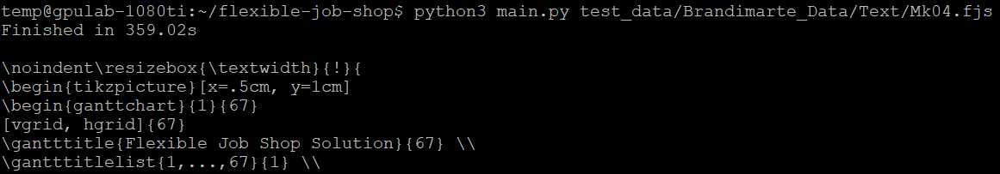 temp@gpulab-1080ti:~/flexible-job-shop$ python3 main.py test_data/Brandimarte_Data/Text/Mk04.fjs
Finished in 359.02s
\noindent\resizebox{\textwidth}{!}{
\begin{tikzpicture}[x=.5cm, y=1cm]
\begin{ganttchart}{1}{67}
[vgrid, hgrid]{67}
\gantttitle{Flexible Job Shop Solution}{67} \\
\gantttitlelist{1,...,67}{1} \\